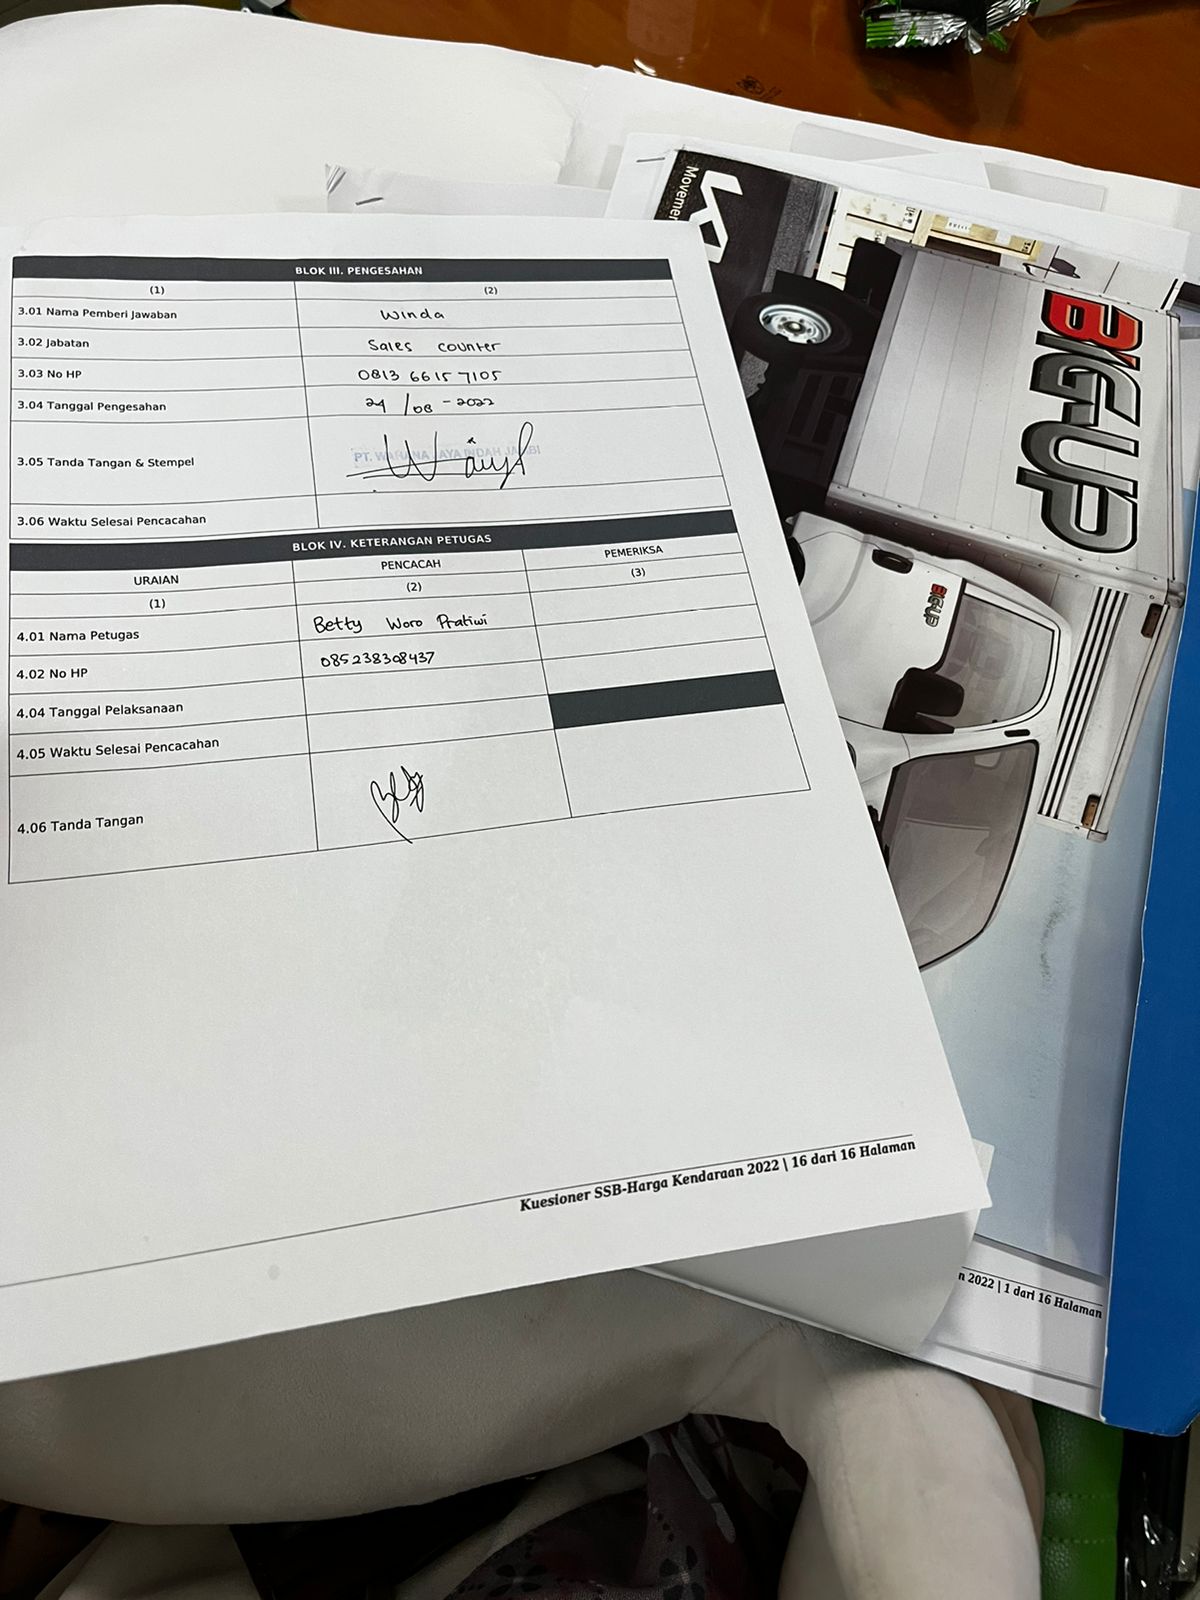 BLOK III. PENGESAHAN
(1) (2)
3.01 Nama Pemberi Jawaban Winda
3.02 Jabatan Sales counter
3.03 No HP 0813 6615 7105
3.04 Tanggal Pengesahan 24/08-2022
3.05 Tanda Tangan & Stempel PT. WARANA JAYA INDAH JAMBI
3.06 Waktu Selesai Pencacahan
BLOK IV. KETERANGAN PETUGAS
URAIAN PENCACAH PEMERIKSA
(1) (2) (3)
4.01 Nama Petugas Betty Woro Pratiwi
4.02 No HP 085238308437
4.04 Tanggal Pelaksanaan
4.05 Waktu Selesai Pencacahan
4.06 Tanda Tangan
Kuesioner SSB-Harga Kendaraan 2022 | 16 dari 16 Halaman
BIGUP
BIGUP
2022 | 1 dari 16 Halaman